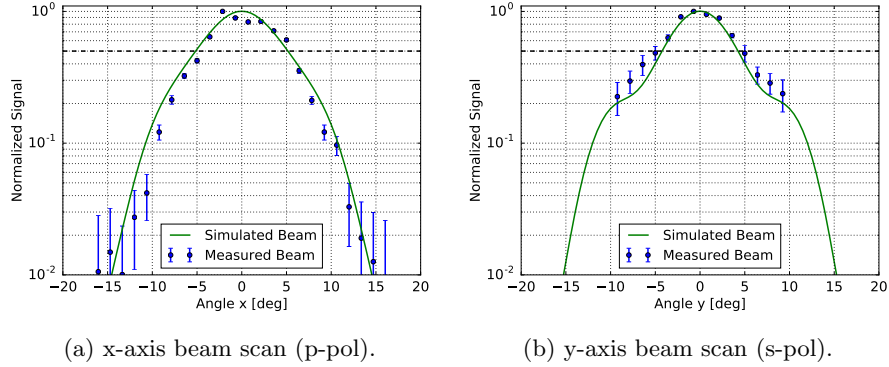 10^0
10^-1
10^-2
Normalized Signal
−20 −15 −10 −5 0 5 10 15 20
Angle x [deg]
Simulated Beam
Measured Beam
(a) x-axis beam scan (p-pol).
10^0
10^-1
10^-2
Normalized Signal
−20 −15 −10 −5 0 5 10 15 20
Angle y [deg]
Simulated Beam
Measured Beam
(b) y-axis beam scan (s-pol).